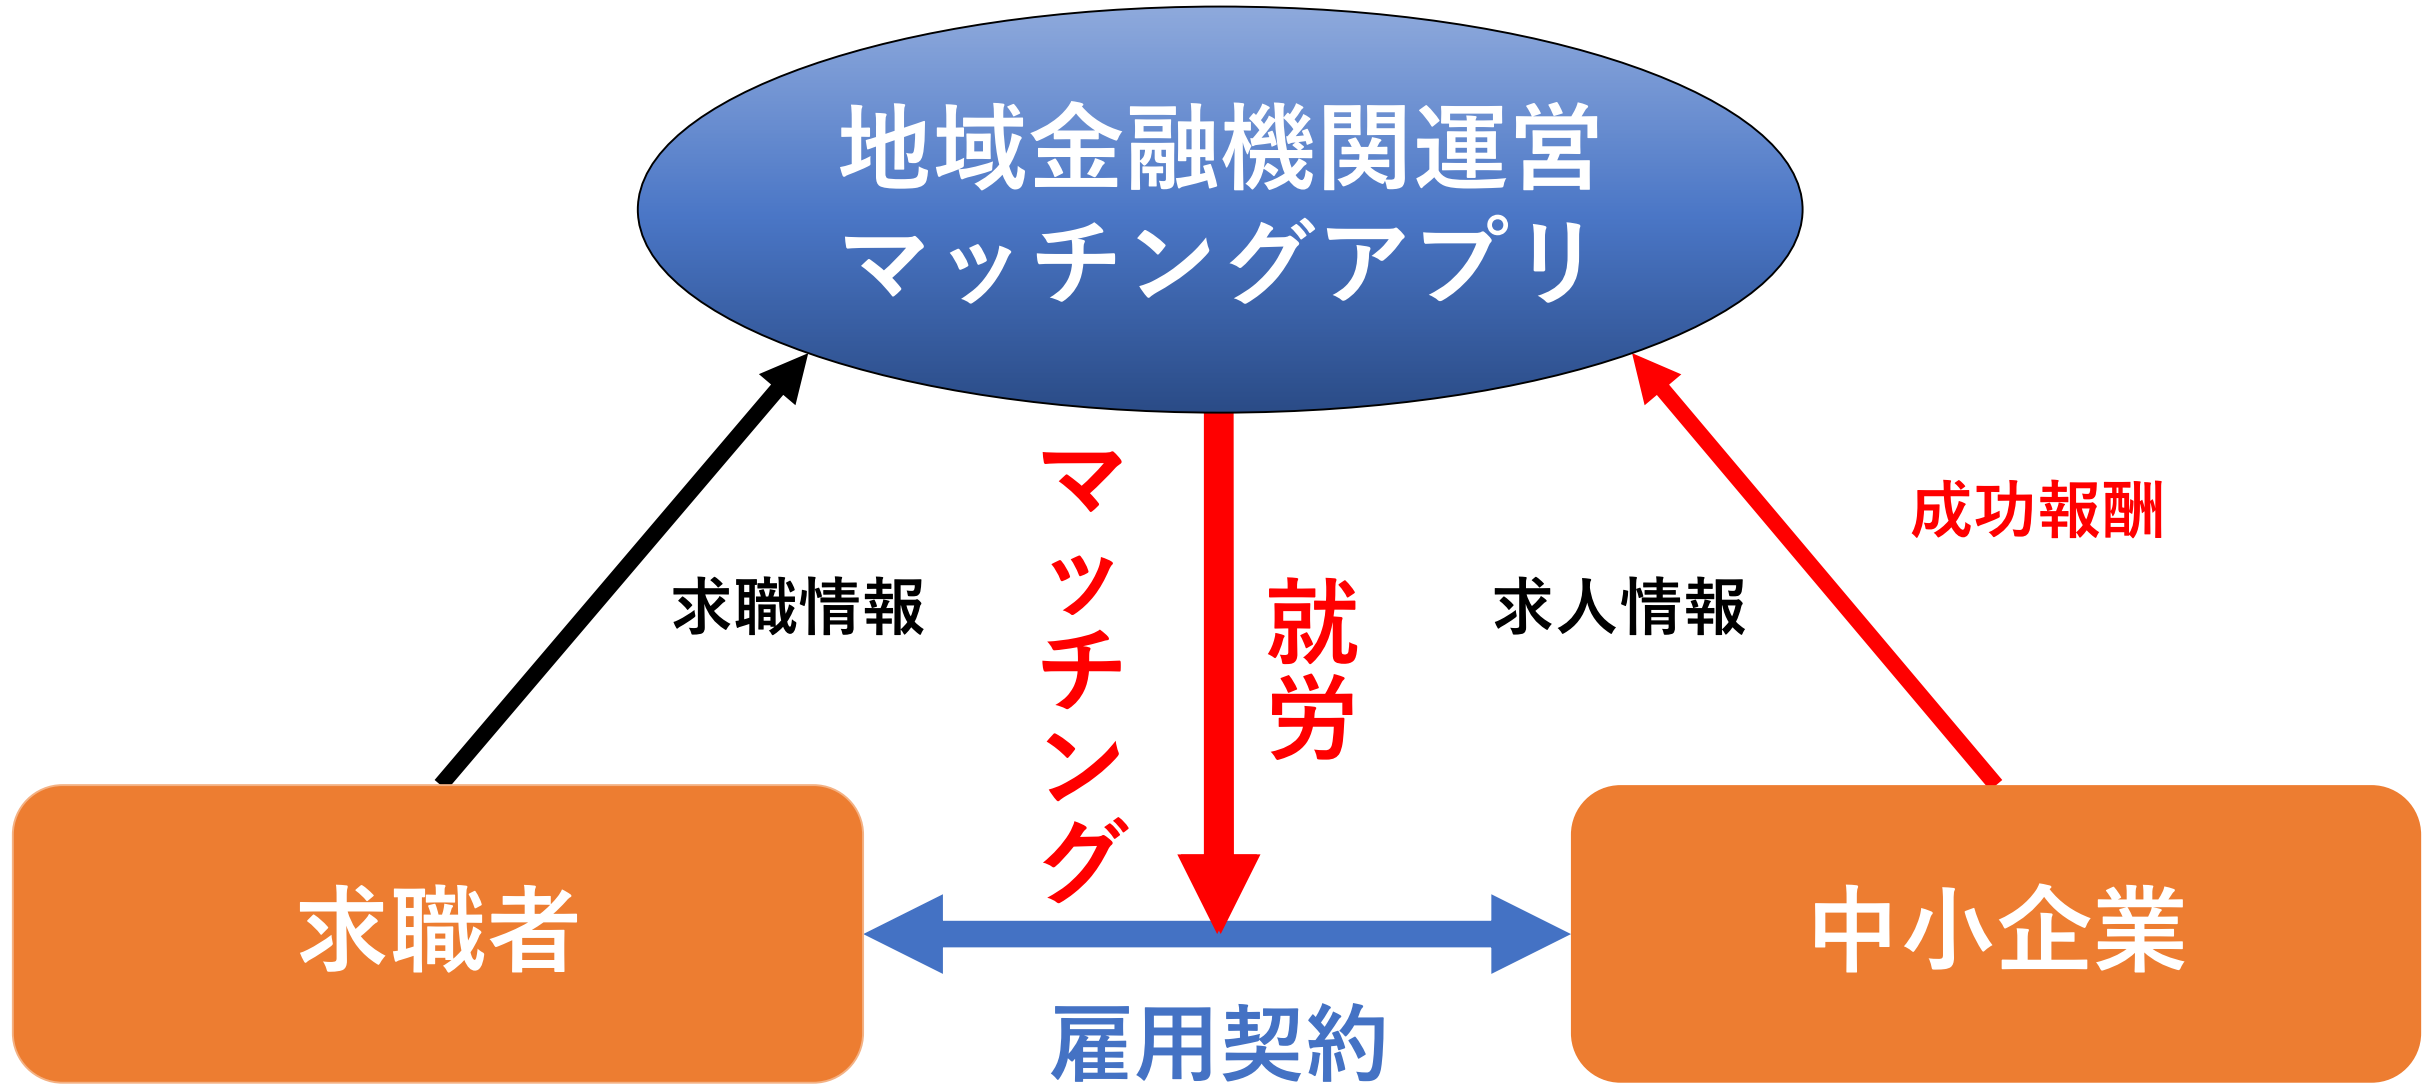 地域金融機関運営
マッチングアプリ
マッチング
就労
成功報酬
求職情報
求人情報
求職者
中小企業
雇用契約